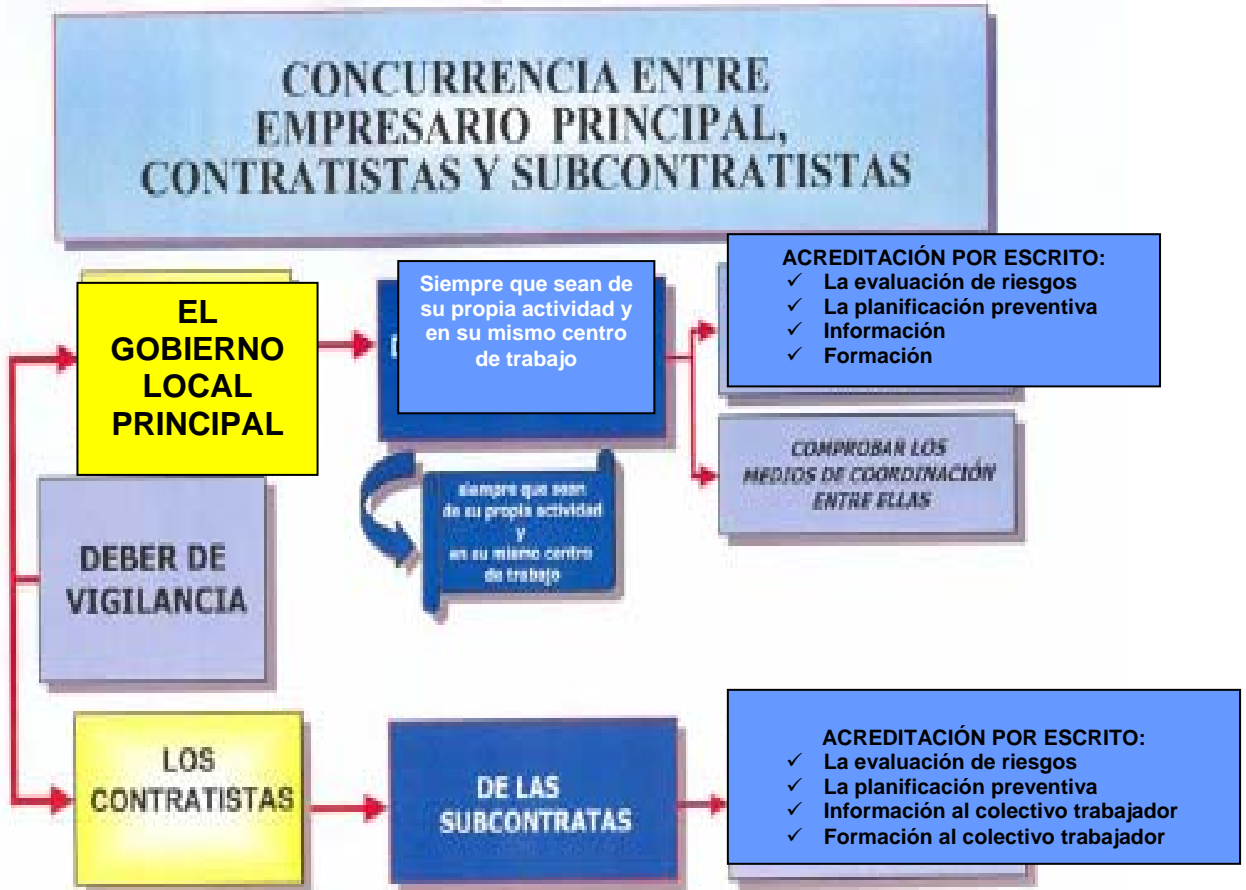 CONCURRENCIA ENTRE
EMPRESARIO PRINCIPAL,
CONTRATISTAS Y SUBCONTRATISTAS
EL
GOBIERNO
LOCAL
PRINCIPAL
Siempre que sean de
su propia actividad y
en su mismo centro
de trabajo
ACREDITACIÓN POR ESCRITO:
✓ La evaluación de riesgos
✓ La planificación preventiva
✓ Información
✓ Formación
COMPROBAR LOS
MEDIOS DE COORDINACIÓN
ENTRE ELLAS
siempre que sean
de su propia actividad
y
en su mismo centro
de trabajo
DEBER DE
VIGILANCIA
LOS
CONTRATISTAS
DE LAS
SUBCONTRATAS
ACREDITACIÓN POR ESCRITO:
✓ La evaluación de riesgos
✓ La planificación preventiva
✓ Información al colectivo trabajador
✓ Formación al colectivo trabajador